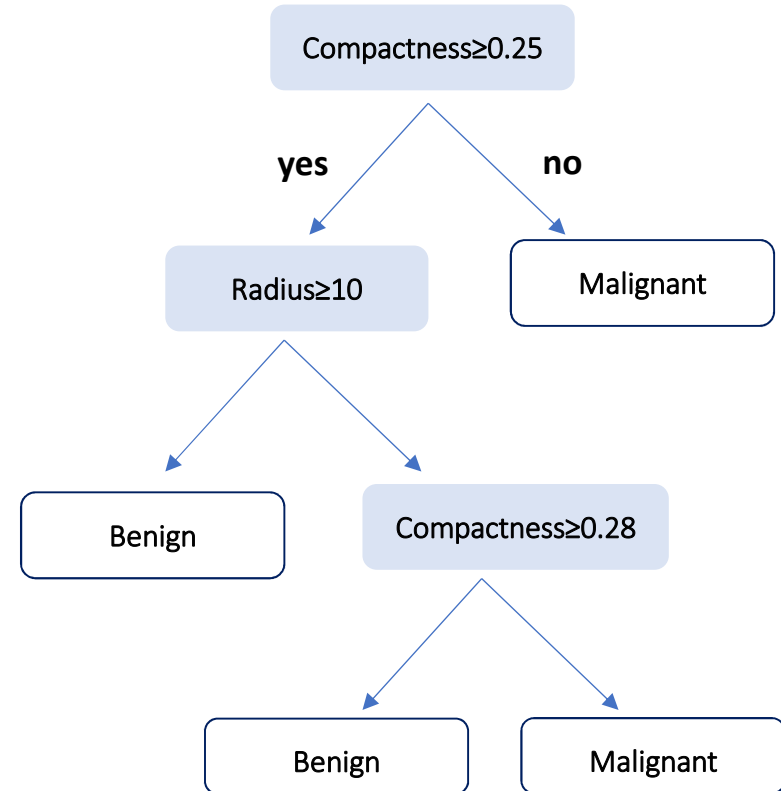 Compactness≥0.25
yes
no
Radius≥10
Malignant
Benign
Compactness≥0.28
Benign
Malignant